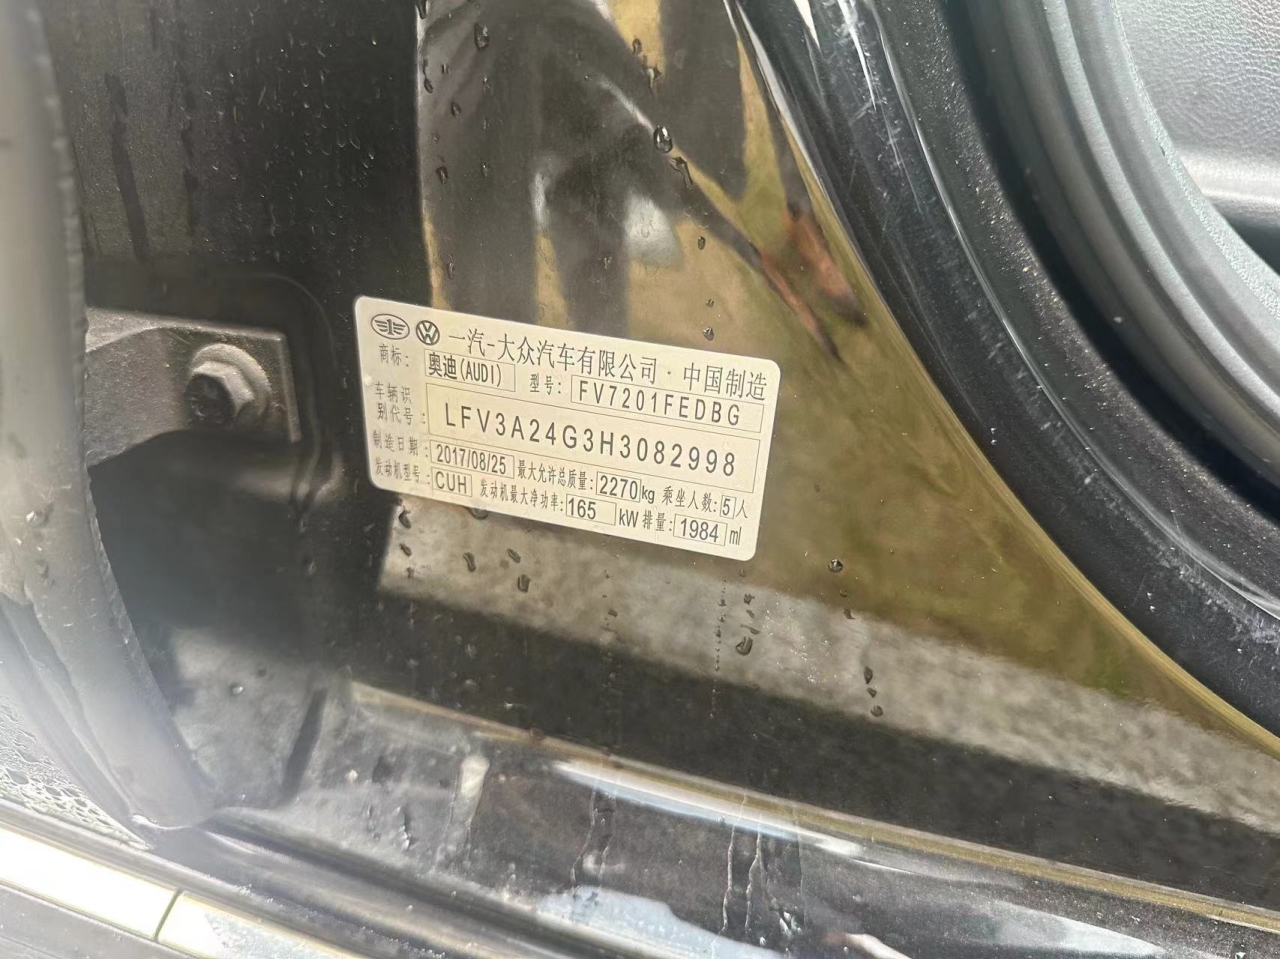 一汽-大众汽车有限公司·中国制造
商标: 奥迪(AUDI) 型号: FV7201FEDBG
车辆识别代号: LFV3A24G3H3082998
制造日期: 2017/08/25 最大允许总质量: 2270kg 乘坐人数: 5人
发动机型号: CUH 发动机最大净功率: 165 kW 排量: 1984 ml